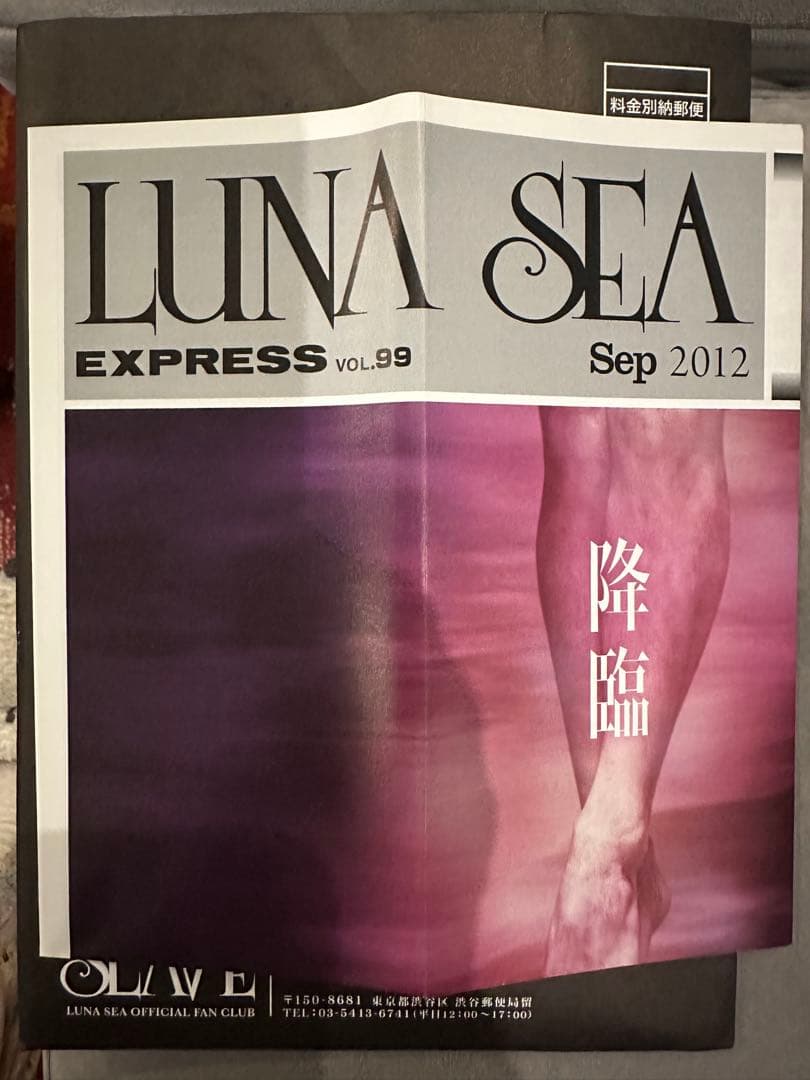 料金別納郵便
LUNA SEA
EXPRESS VOL.99
Sep 2012
降臨
SLAVE
LUNA SEA OFFICIAL FAN CLUB
〒150-8681 東京都渋谷区 渋谷郵便局留
TEL:03-5413-6741(平日12:00〜17:00)